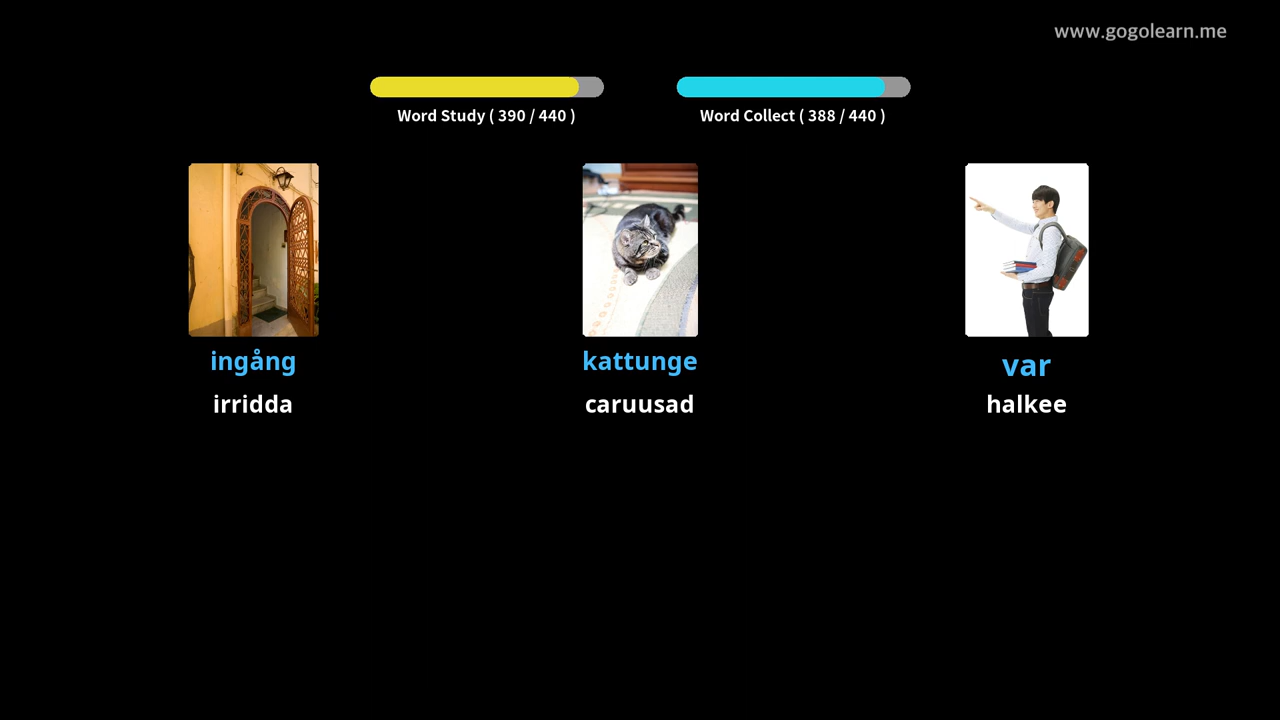 www.gogolearn.me
Word Study ( 390 / 440 )
Word Collect ( 388 / 440 )
ingång
kattunge
var
irridda
caruusad
halkee